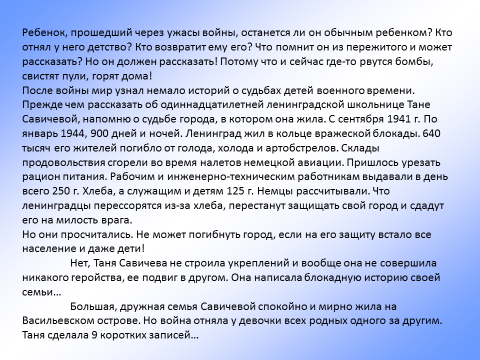 Ребенок, прошедший через ужасы войны, останется ли он обычным ребенком? Кто
отнял у него детство? Кто возвратит ему его? Что помнит он из пережитого и может
рассказать? Но он должен рассказать! Потому что и сейчас где-то рвутся бомбы,
свистят пули, горят дома!
После войны мир узнал немало историй о судьбах детей военного времени.
Прежде чем рассказать об одиннадцатилетней ленинградской школьнице Тане
Савичевой, напомню о судьбе города, в котором она жила. С сентября 1941 г. По
январь 1944, 900 дней и ночей. Ленинград жил в кольце вражеской блокады. 640
тысяч его жителей погибло от голода, холода и артобстрелов. Склады
продовольствия сгорели во время налетов немецкой авиации. Пришлось урезать
рацион питания. Рабочим и инженерно-техническим работникам выдавали в день
всего 250 г. Хлеба, а служащим и детям 125 г. Немцы рассчитывали. Что
ленинградцы перессорятся из-за хлеба, перестанут защищать свой город и сдадут
его на милость врага.
Но они просчитались. Не может погибнуть город, если на его защиту встало все
население и даже дети!
Нет, Таня Савичева не строила укреплений и вообще она не совершила
никакого геройства, ее подвиг в другом. Она написала блокадную историю своей
семьи…
Большая, дружная семья Савичевой спокойно и мирно жила на
Васильевском острове. Но война отняла у девочки всех родных одного за другим.
Таня сделала 9 коротких записей…